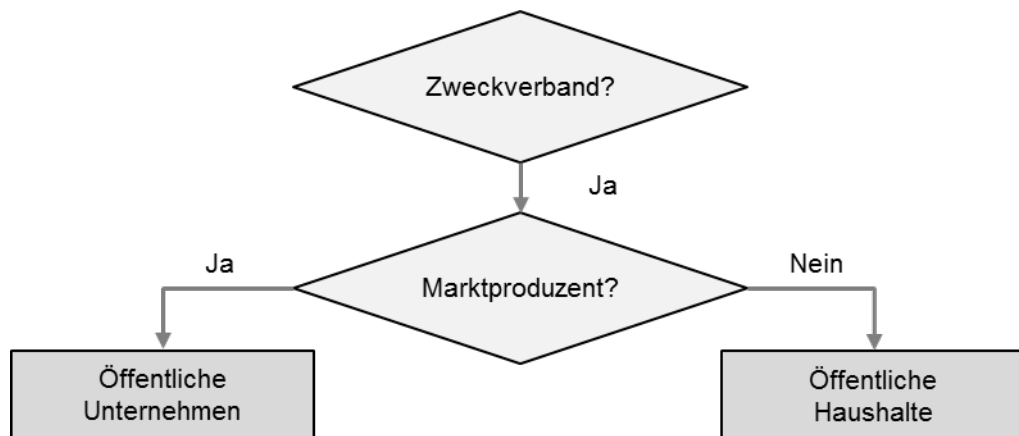 Zweckverband?
Ja
Ja
Marktproduzent?
Nein
Öffentliche
Unternehmen
Öffentliche
Haushalte